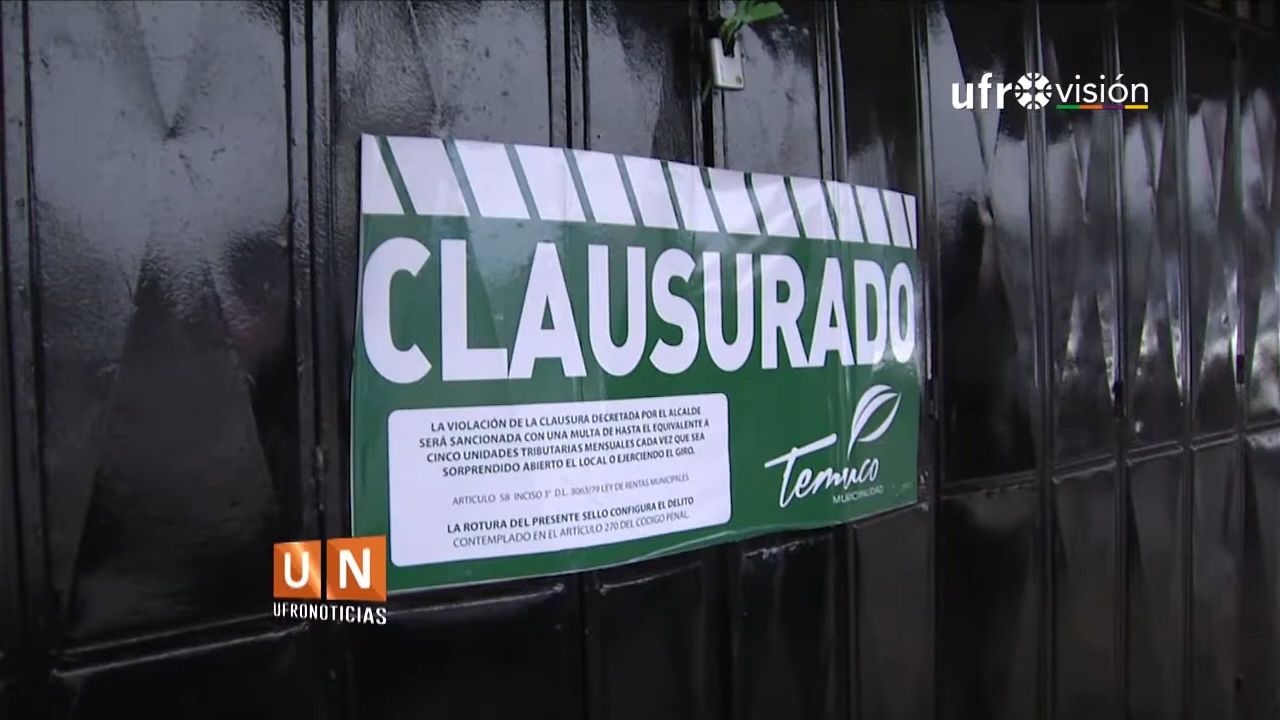 ufrovisión
CLAUSURADO
LA VIOLACIÓN DE LA CLAUSURA DECRETADA POR EL ALCALDE
SERÁ SANCIONADA CON UNA MULTA DE HASTA EL EQUIVALENTE A
CINCO UNIDADES TRIBUTARIAS MENSUALES CADA VEZ QUE SEA
SORPRENDIDO ABIERTO EL LOCAL O EJERCIENDO EL GIRO.
ARTICULO 58 INCISO 3° D.L. 3063/79 LEY DE RENTAS MUNICIPALES
LA ROTURA DEL PRESENTE SELLO CONFIGURA EL DELITO
CONTEMPLADO EN EL ARTÍCULO 270 DEL CODIGO PENAL.
Temuco
MUNICIPALIDAD
UN
UFRONOTICIAS